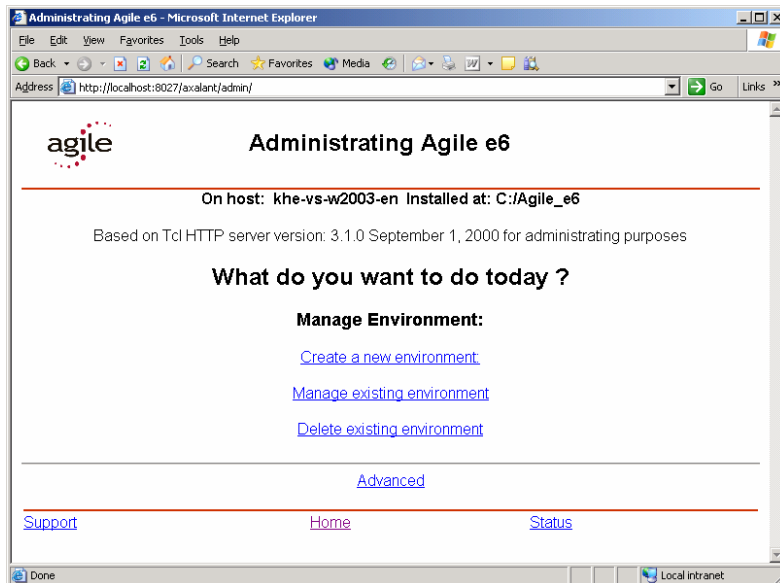 Administrating Agile e6 - Microsoft Internet Explorer
File Edit View Favorites Tools Help
Back Search Favorites Media
Address http://localhost:8027/axalant/admin/ Go Links »
agile Administrating Agile e6
On host: khe-vs-w2003-en Installed at: C:/Agile_e6
Based on Tcl HTTP server version: 3.1.0 September 1, 2000 for administrating purposes
What do you want to do today ?
Manage Environment:
Create a new environment:
Manage existing environment
Delete existing environment
Advanced
Support Home Status
Done Local intranet